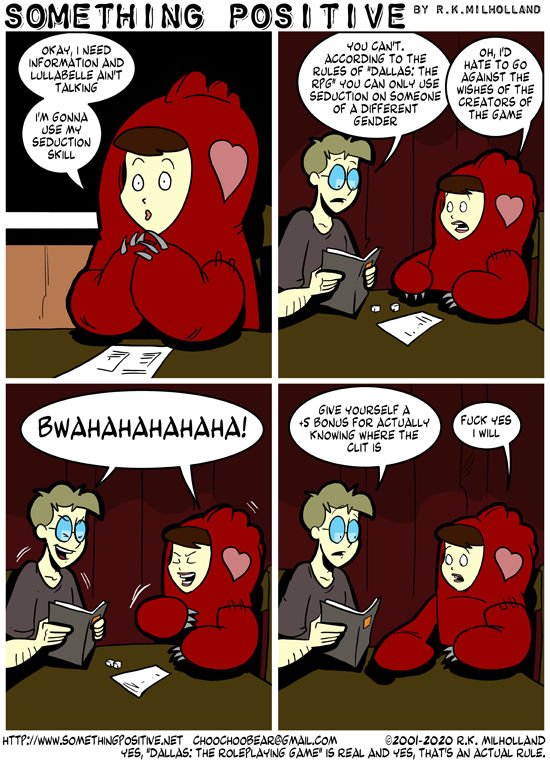 SOMETHING POSITIVE BY R.K.MILHOLLAND
OKAY, I NEED
INFORMATION AND
LULLABELLE AIN'T
TALKING
I'M GONNA
USE MY
SEDUCTION
SKILL
YOU CAN'T.
ACCORDING TO THE
RULES OF "DALLAS: THE
RPG" YOU CAN ONLY USE
SEDUCTION ON SOMEONE
OF A DIFFERENT
GENDER
OH, I'D
HATE TO GO
AGAINST THE
WISHES OF THE
CREATORS OF
THE GAME
BWAHAHAHAHAHA!
GIVE YOURSELF A
+5 BONUS FOR ACTUALLY
KNOWING WHERE THE
CLIT IS
FUCK YES
I WILL
HTTP://WWW.SOMETHINGPOSITIVE.NET CHOOCHOOBEAR@GMAIL.COM ©2001-2020 R.K. MILHOLLAND
YES, "DALLAS: THE ROLEPLAYING GAME" IS REAL AND YES, THAT'S AN ACTUAL RULE.